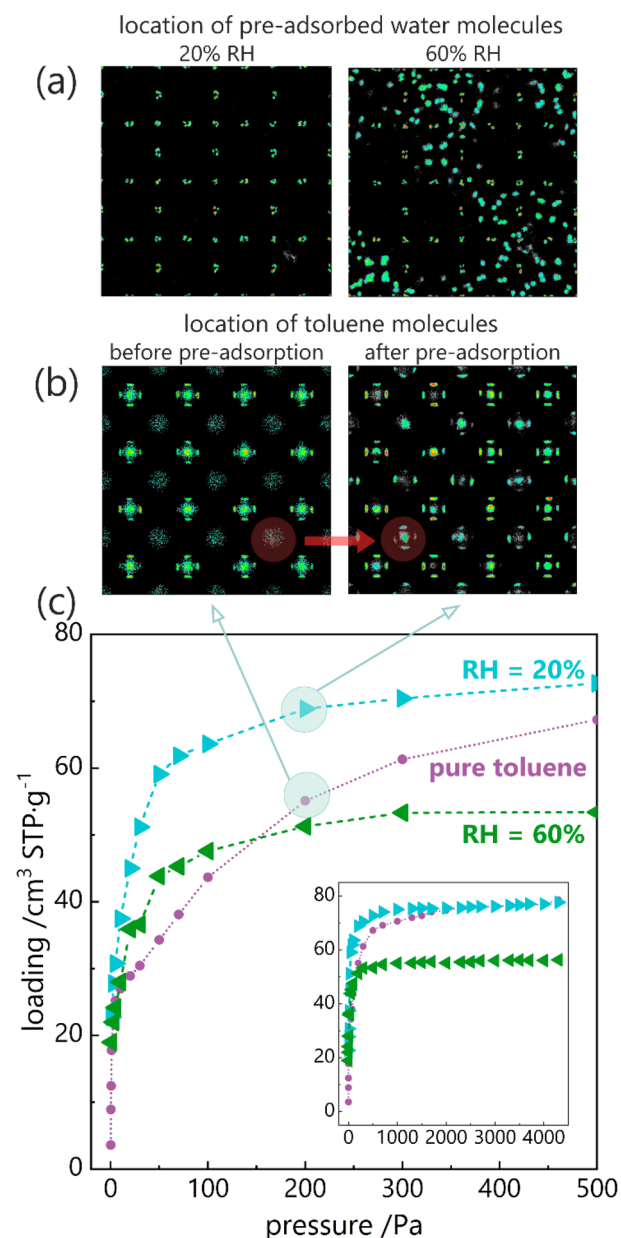 location of pre-adsorbed water molecules
20% RH
60% RH
(a)
location of toluene molecules
before pre-adsorption
after pre-adsorption
(b)
(c)
80
60
40
20
0
loading /cm³ STP·g⁻¹
RH = 20%
pure toluene
RH = 60%
80
60
40
20
0
0 1000 2000 3000 4000
0 100 200 300 400 500
pressure /Pa